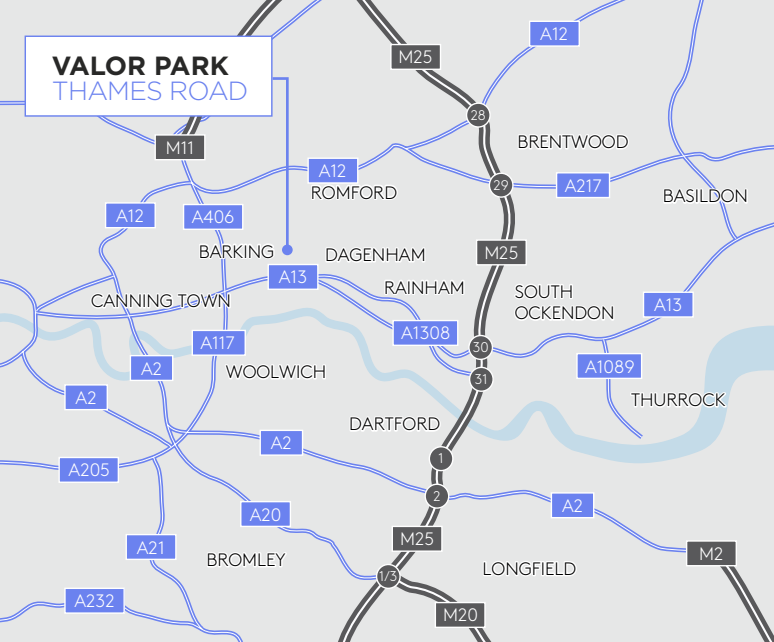 A12
M25
VALOR PARK
THAMES ROAD
28
BRENTWOOD
M11
A12
29
A217
ROMFORD
BASILDON
A12
A406
BARKING
DAGENHAM
M25
A13
RAINHAM
SOUTH
OCKENDON
CANNING TOWN
A13
A1308
A117
30
A2
A1089
WOOLWICH
31
A2
THURROCK
DARTFORD
A2
1
A205
2
A2
A20
M25
A21
M2
BROMLEY
LONGFIELD
1/3
A232
M20